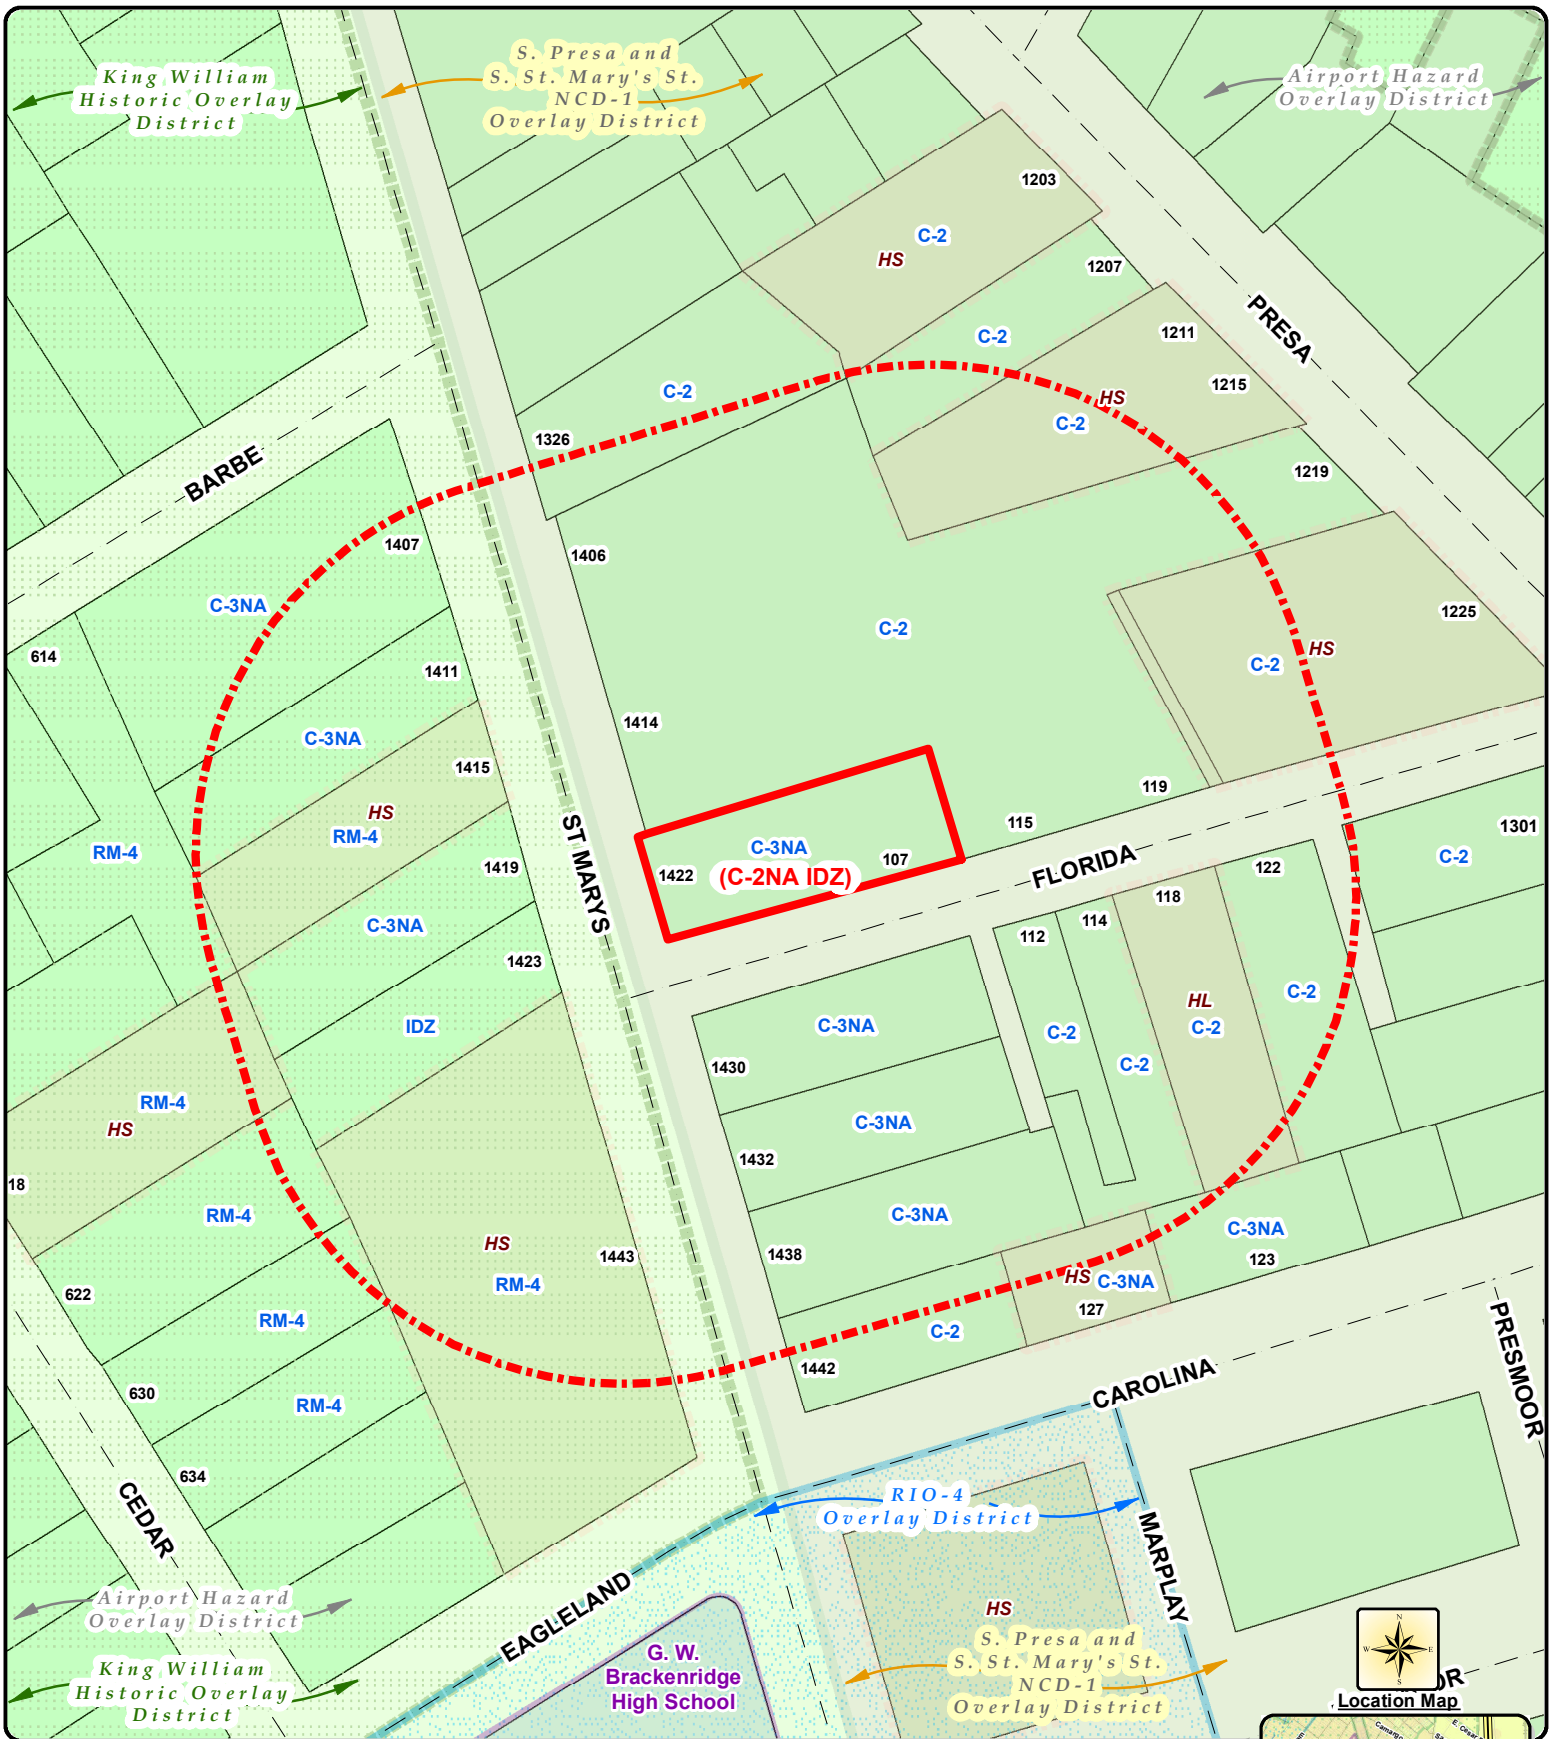 King William
Historic Overlay
District
S. Presa and
S. St. Mary's St.
NCD-1
Overlay District
Airport Hazard
Overlay District
1203
C-2
HS
1207
PRESA
C-2
1211
1215
HS
C-2
C-2
1326
BARBE
1219
1407
1406
C-3NA
C-2
1225
HS
C-2
614
1411
1414
C-3NA
1415
HS
RM-4
RM-4
119
115
1301
C-2
ST MARYS
C-3NA
107
1422
(C-2NA IDZ)
FLORIDA
1419
122
118
114
112
C-3NA
1423
IDZ
C-3NA
HL
C-2
C-2
C-2
C-2
1430
RM-4
HS
C-3NA
1432
18
RM-4
C-3NA
C-3NA
123
HS
RM-4
1443
1438
HS
C-3NA
127
622
RM-4
C-2
1442
PRESMOOR
630
RM-4
CAROLINA
634
CEDAR
RIO-4
Overlay District
MARPLAY
EAGLELAND
Airport Hazard
Overlay District
HS
G. W.
Brackenridge
High School
S. Presa and
S. St. Mary's St.
NCD-1
Overlay District
King William
Historic Overlay
District
N
W
E
S
OR
Location Map
Camargo
E. Cesar